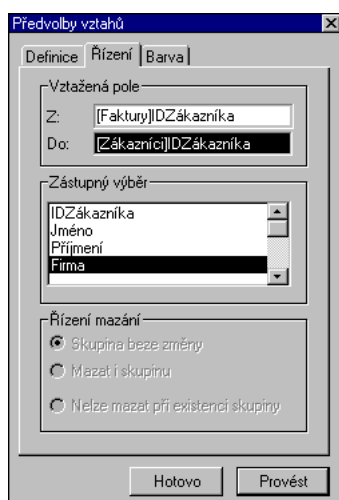 Předvolby vztahů
Definice Řízení Barva
Vztažená pole
Z: [Faktury]IDZákazníka
Do: [Zákazníci]IDZákazníka
Zástupný výběr
IDZákazníka
Jméno
Příjmení
Firma
Řízení mazání
Skupina beze změny
Mazat i skupinu
Nelze mazat při existenci skupiny
Hotovo Provést